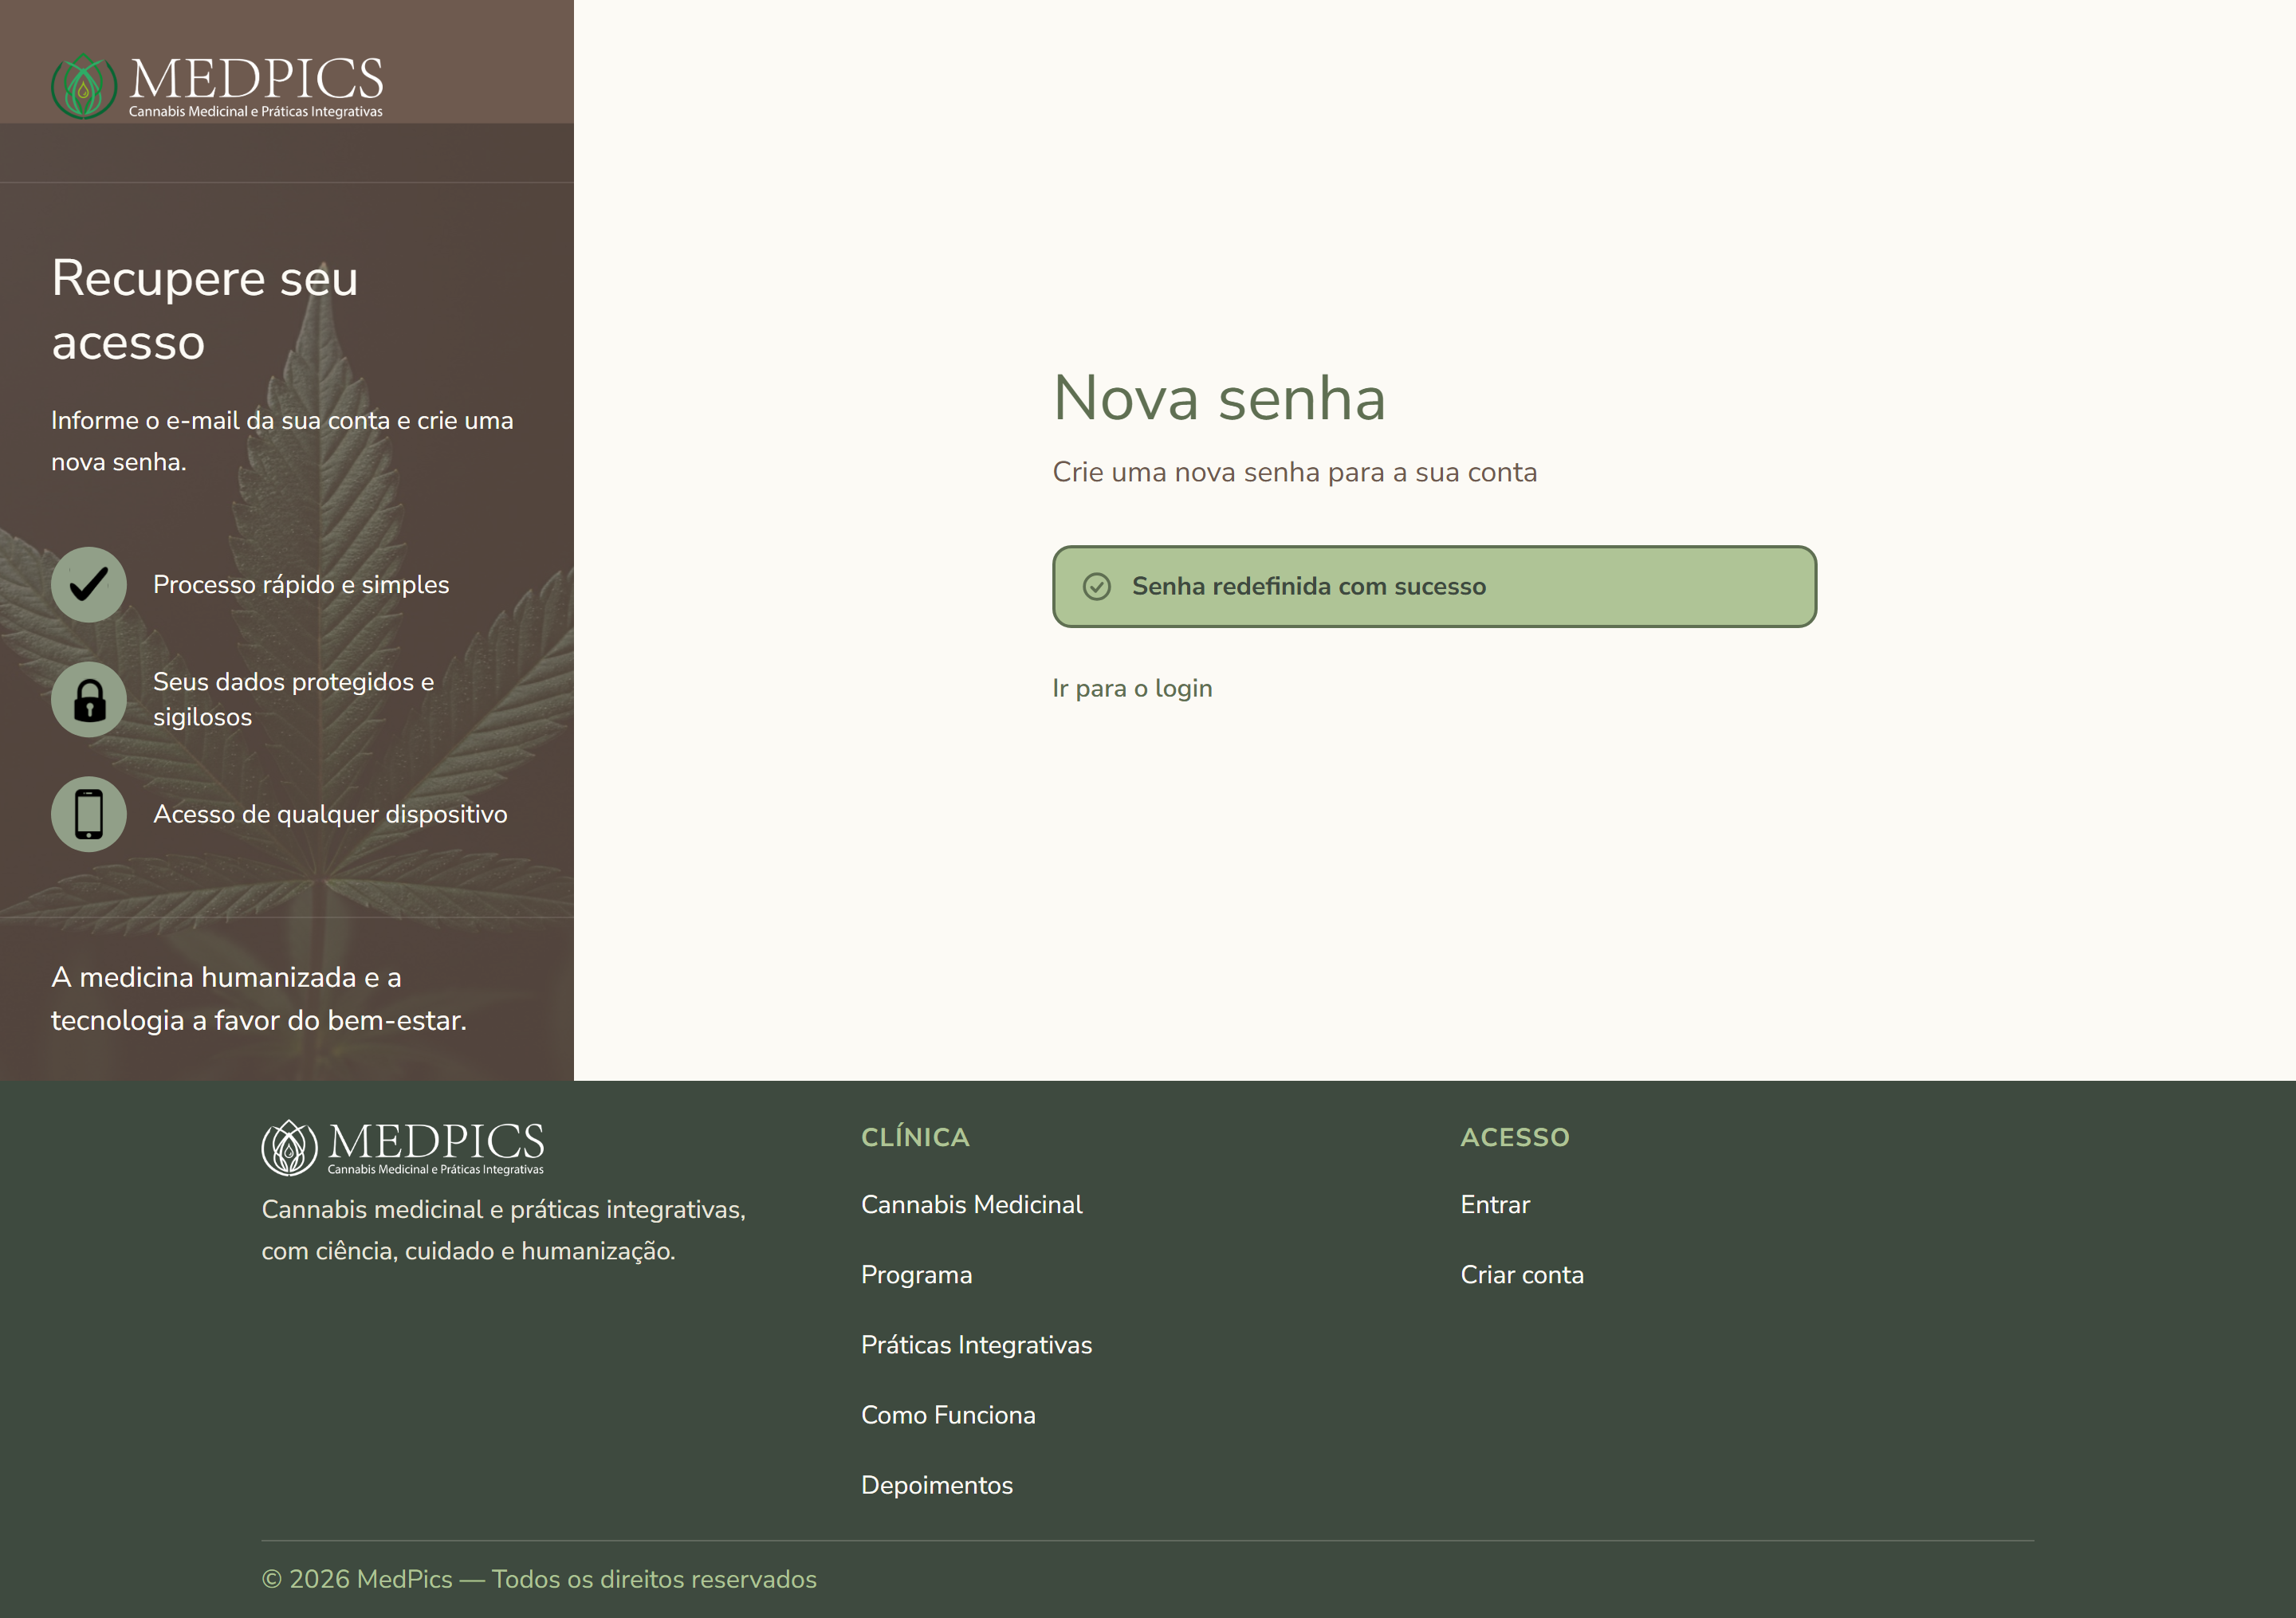 MEDPICS
Cannabis Medicinal e Práticas Integrativas
Recupere seu
acesso
Informe o e-mail da sua conta e crie uma
nova senha.
Processo rápido e simples
Seus dados protegidos e
sigilosos
Acesso de qualquer dispositivo
A medicina humanizada e a
tecnologia a favor do bem-estar.
Nova senha
Crie uma nova senha para a sua conta
Senha redefinida com sucesso
Ir para o login
MEDPICS
Cannabis Medicinal e Práticas Integrativas
Cannabis medicinal e práticas integrativas,
com ciência, cuidado e humanização.
CLÍNICA
Cannabis Medicinal
Programa
Práticas Integrativas
Como Funciona
Depoimentos
ACESSO
Entrar
Criar conta
© 2026 MedPics — Todos os direitos reservados